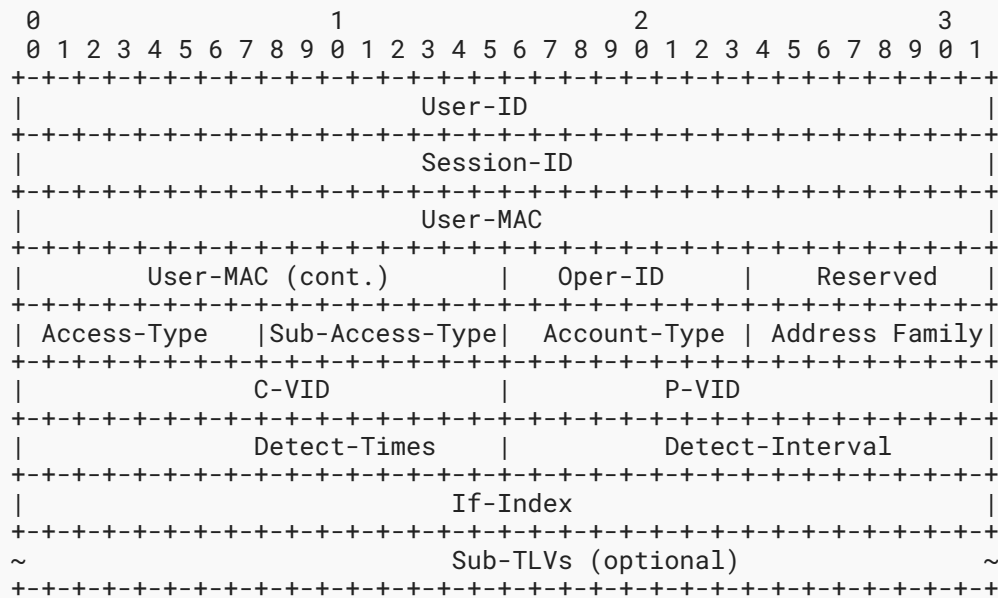 0                   1                   2                   3
0 1 2 3 4 5 6 7 8 9 0 1 2 3 4 5 6 7 8 9 0 1 2 3 4 5 6 7 8 9 0 1
+-+-+-+-+-+-+-+-+-+-+-+-+-+-+-+-+-+-+-+-+-+-+-+-+-+-+-+-+-+-+-+-+
|                          User-ID                              |
+-+-+-+-+-+-+-+-+-+-+-+-+-+-+-+-+-+-+-+-+-+-+-+-+-+-+-+-+-+-+-+-+
|                          Session-ID                           |
+-+-+-+-+-+-+-+-+-+-+-+-+-+-+-+-+-+-+-+-+-+-+-+-+-+-+-+-+-+-+-+-+
|                          User-MAC                             |
+-+-+-+-+-+-+-+-+-+-+-+-+-+-+-+-+-+-+-+-+-+-+-+-+-+-+-+-+-+-+-+-+
|        User-MAC (cont.)       |   Oper-ID     |    Reserved   |
+-+-+-+-+-+-+-+-+-+-+-+-+-+-+-+-+-+-+-+-+-+-+-+-+-+-+-+-+-+-+-+-+
| Access-Type   |Sub-Access-Type|  Account-Type | Address Family|
+-+-+-+-+-+-+-+-+-+-+-+-+-+-+-+-+-+-+-+-+-+-+-+-+-+-+-+-+-+-+-+-+
|               C-VID           |          P-VID                |
+-+-+-+-+-+-+-+-+-+-+-+-+-+-+-+-+-+-+-+-+-+-+-+-+-+-+-+-+-+-+-+-+
|               Detect-Times    |          Detect-Interval      |
+-+-+-+-+-+-+-+-+-+-+-+-+-+-+-+-+-+-+-+-+-+-+-+-+-+-+-+-+-+-+-+-+
|                            If-Index                           |
+-+-+-+-+-+-+-+-+-+-+-+-+-+-+-+-+-+-+-+-+-+-+-+-+-+-+-+-+-+-+-+-+
~                            Sub-TLVs (optional)                ~
+-+-+-+-+-+-+-+-+-+-+-+-+-+-+-+-+-+-+-+-+-+-+-+-+-+-+-+-+-+-+-+-+